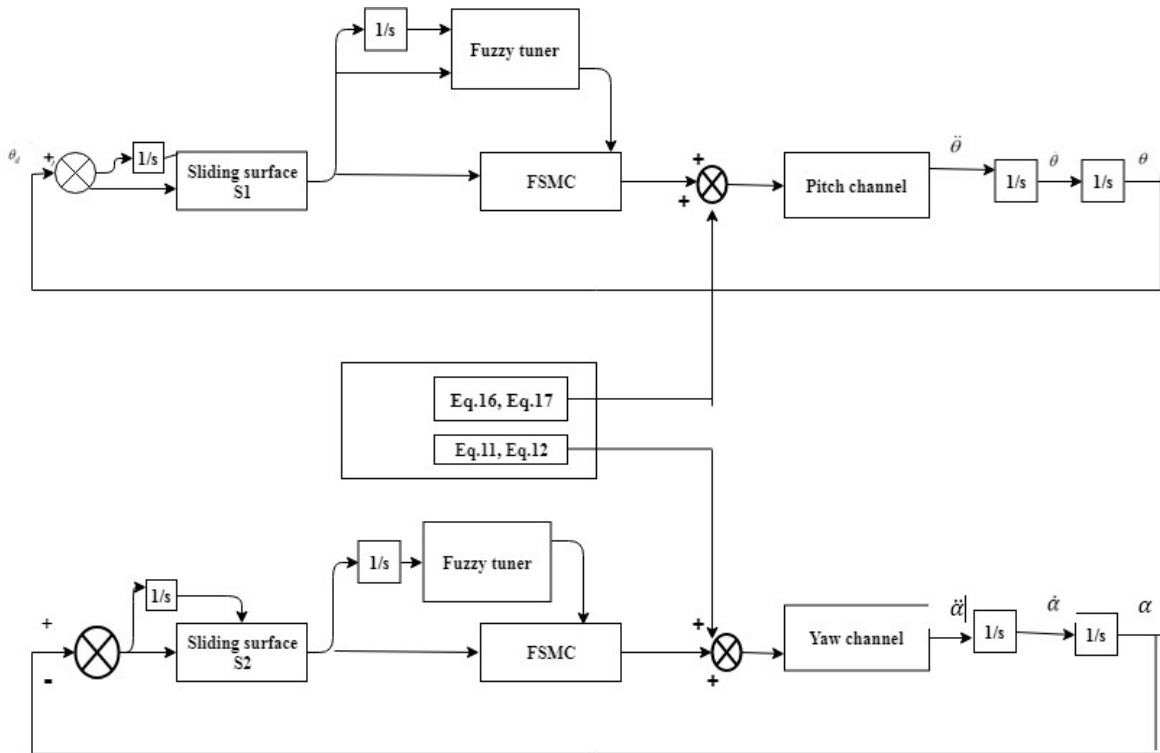 1/s
Fuzzy tuner
θd
+
1/s
Sliding surface
S1
FSMC
+
+
Pitch channel
θ̈
1/s
θ̇
1/s
θ
Eq.16, Eq.17
Eq.11, Eq.12
1/s
Fuzzy tuner
1/s
+
-
Sliding surface
S2
FSMC
+
+
Yaw channel
α̈
1/s
α̇
1/s
α